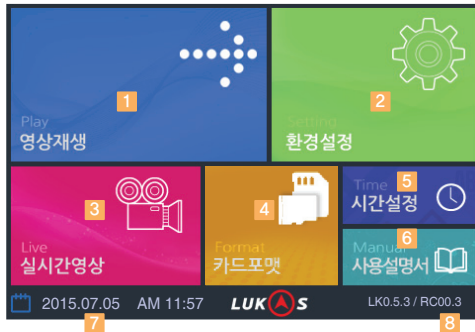 1
Play
영상재생
2
Setting
환경설정
3
Live
실시간영상
4
Format
카드포맷
5
Time
시간설정
6
Manual
사용설명서
2015.07.05 AM 11:57 LUKAS LK0.5.3 / RC00.3
7
8